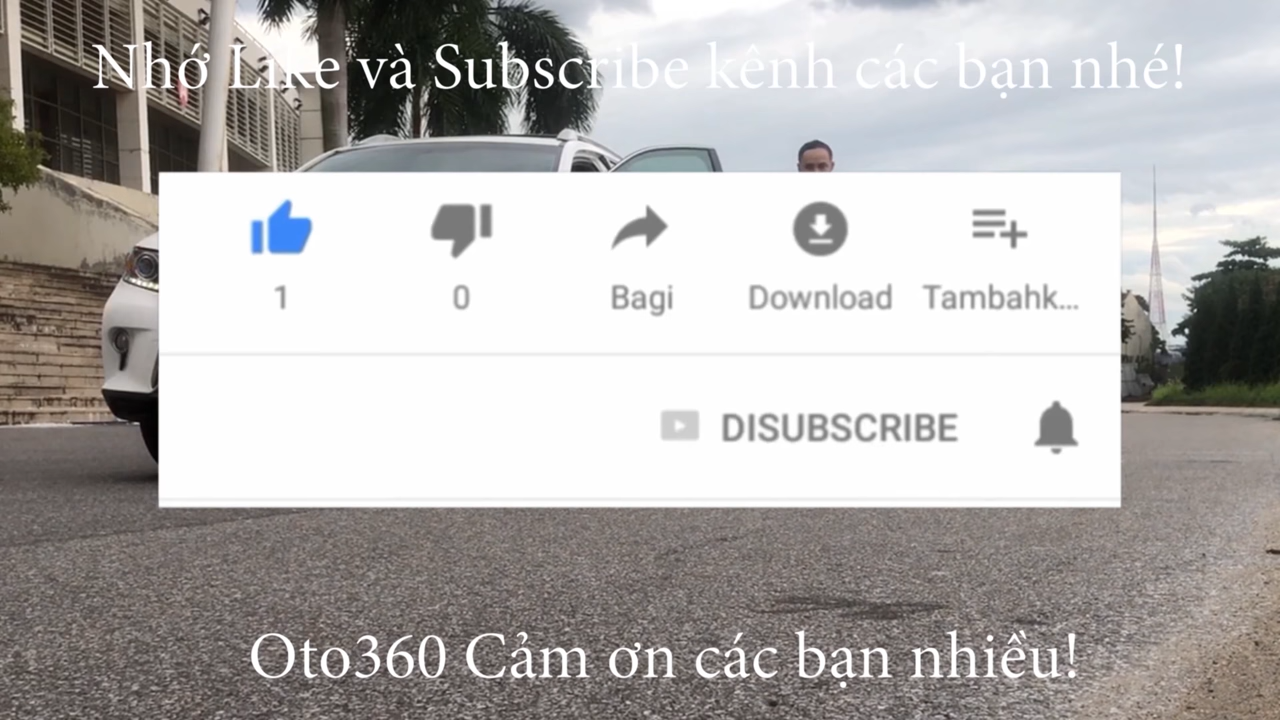 Nhớ Like và Subscribe kênh các bạn nhé!
1 0 Bagi Download Tambahk...
DISUBSCRIBE
Oto360 Cảm ơn các bạn nhiều!